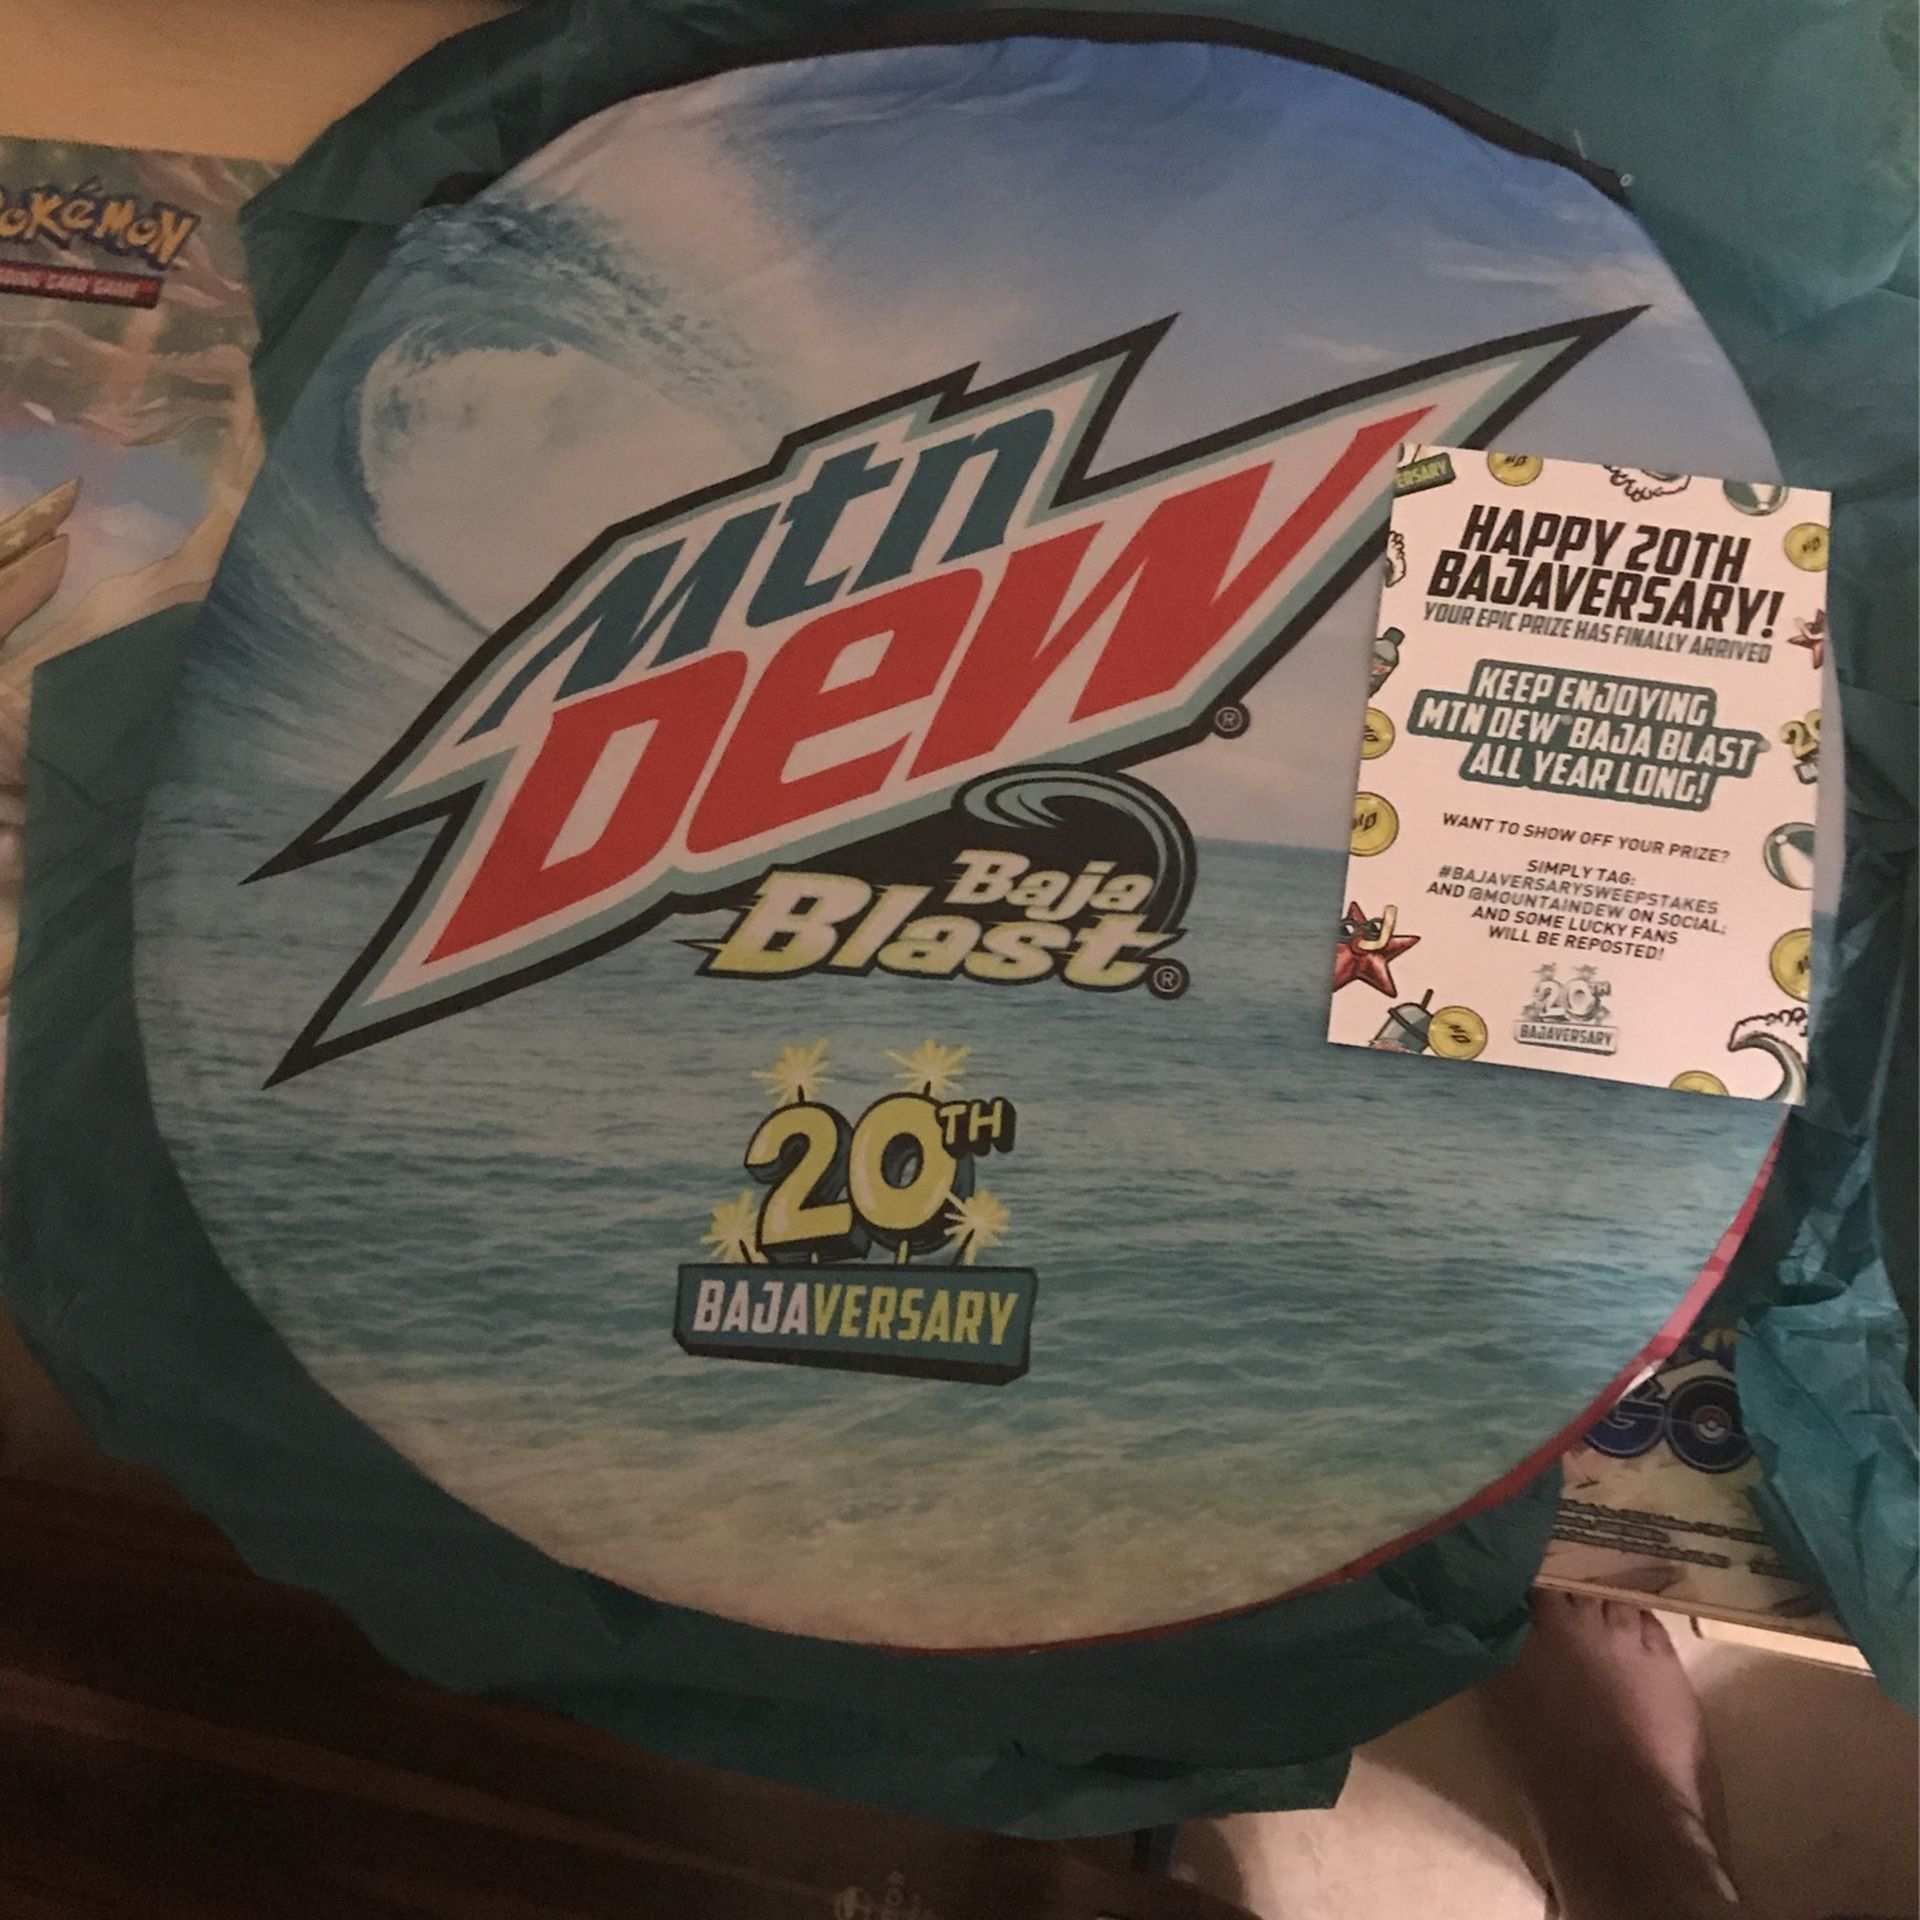 Mtn
Dew®
Baja
Blast®
20TH
BAJAVERSARY
HAPPY 20TH
BAJAVERSARY!
YOUR EPIC PRIZE HAS FINALLY ARRIVED
KEEP ENJOYING
MTN DEW® BAJA BLAST®
ALL YEAR LONG!
WANT TO SHOW OFF YOUR PRIZE?
SIMPLY TAG:
#BAJAVERSARYSWEEPSTAKES
AND @MOUNTAINDEW ON SOCIAL,
AND SOME LUCKY FANS
WILL BE REPOSTED!
20TH
BAJAVERSARY
POKéMON
CARD GAME
GO